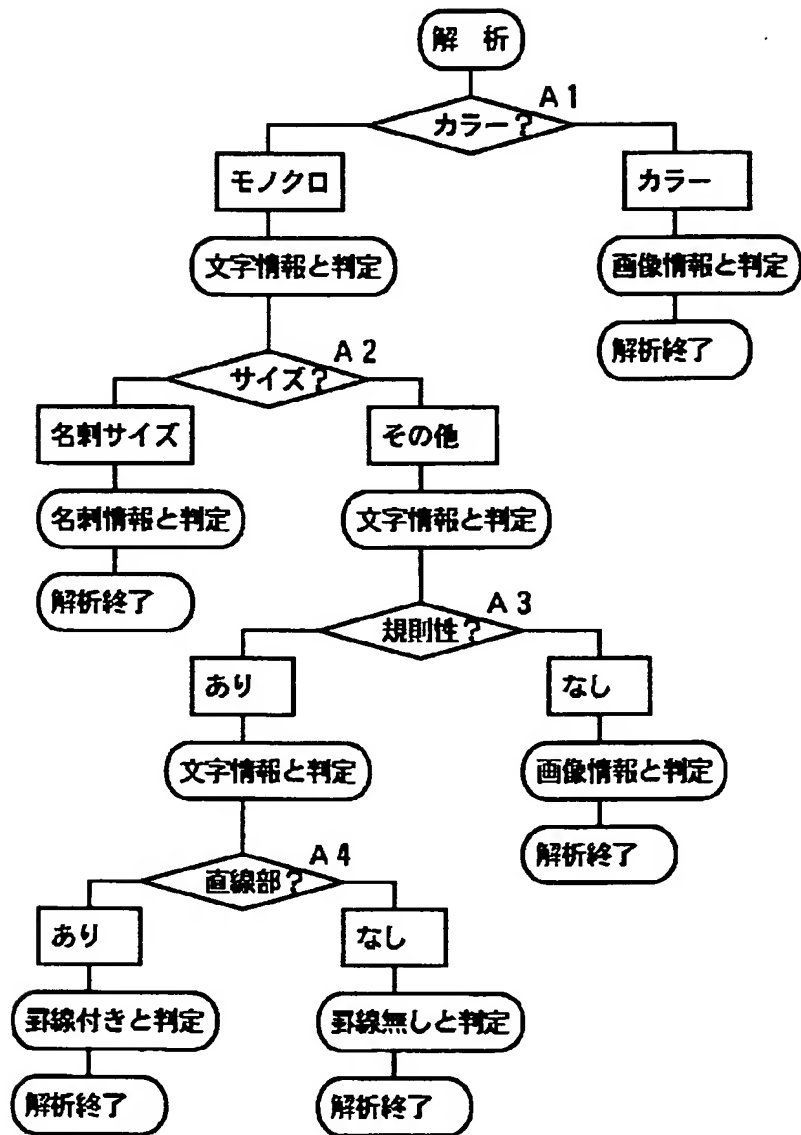 解 析
A1
カラー?
モノクロ
カラー
文字情報と判定
画像情報と判定
解析終了
A2
サイズ?
名刺サイズ
その他
名刺情報と判定
文字情報と判定
解析終了
A3
規則性?
あり
なし
文字情報と判定
画像情報と判定
解析終了
A4
直線部?
あり
なし
罫線付きと判定
罫線無しと判定
解析終了
解析終了